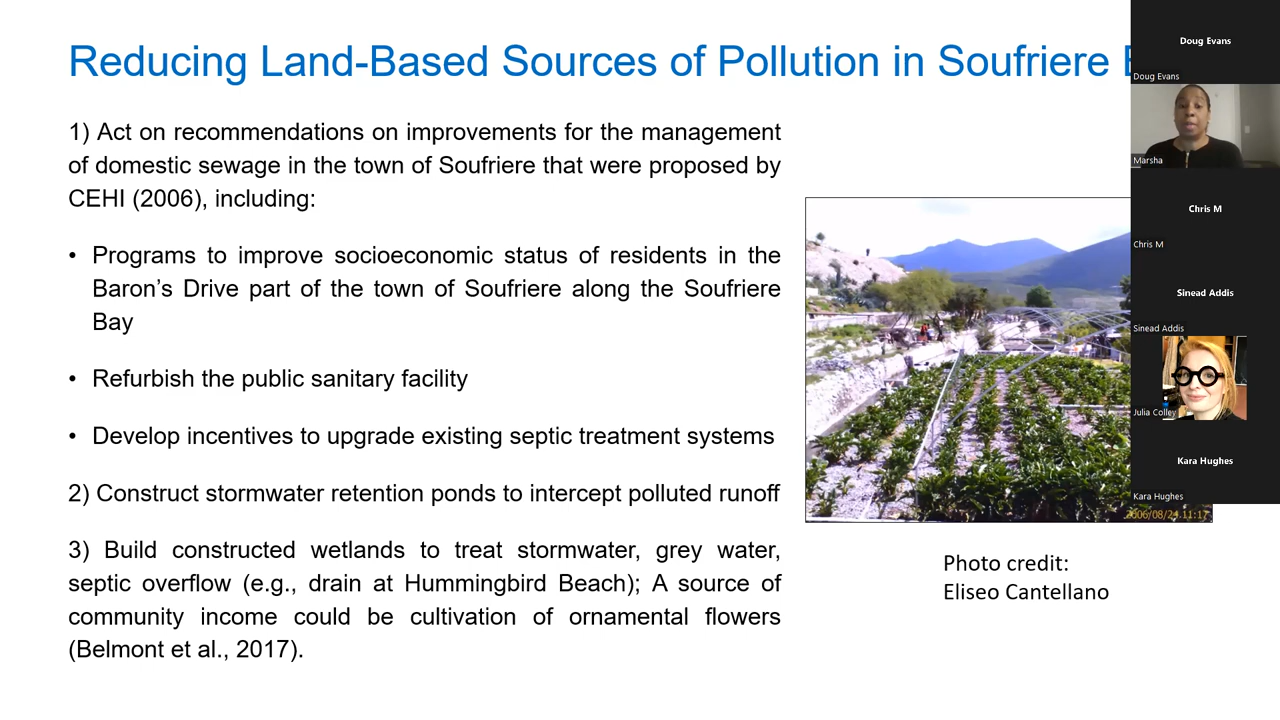 Reducing Land-Based Sources of Pollution in Soufriere
1) Act on recommendations on improvements for the management
of domestic sewage in the town of Soufriere that were proposed by
CEHI (2006), including:
• Programs to improve socioeconomic status of residents in the
Baron's Drive part of the town of Soufriere along the Soufriere
Bay
• Refurbish the public sanitary facility
• Develop incentives to upgrade existing septic treatment systems
2) Construct stormwater retention ponds to intercept polluted runoff
3) Build constructed wetlands to treat stormwater, grey water,
septic overflow (e.g., drain at Hummingbird Beach); A source of
community income could be cultivation of ornamental flowers
(Belmont et al., 2017).
2006/08/24 11:17
Photo credit:
Eliseo Cantellano
Doug Evans
Doug Evans
Marsha
Chris M
Chris M
Sinead Addis
Sinead Addis
Julia Colley
Kara Hughes
Kara Hughes